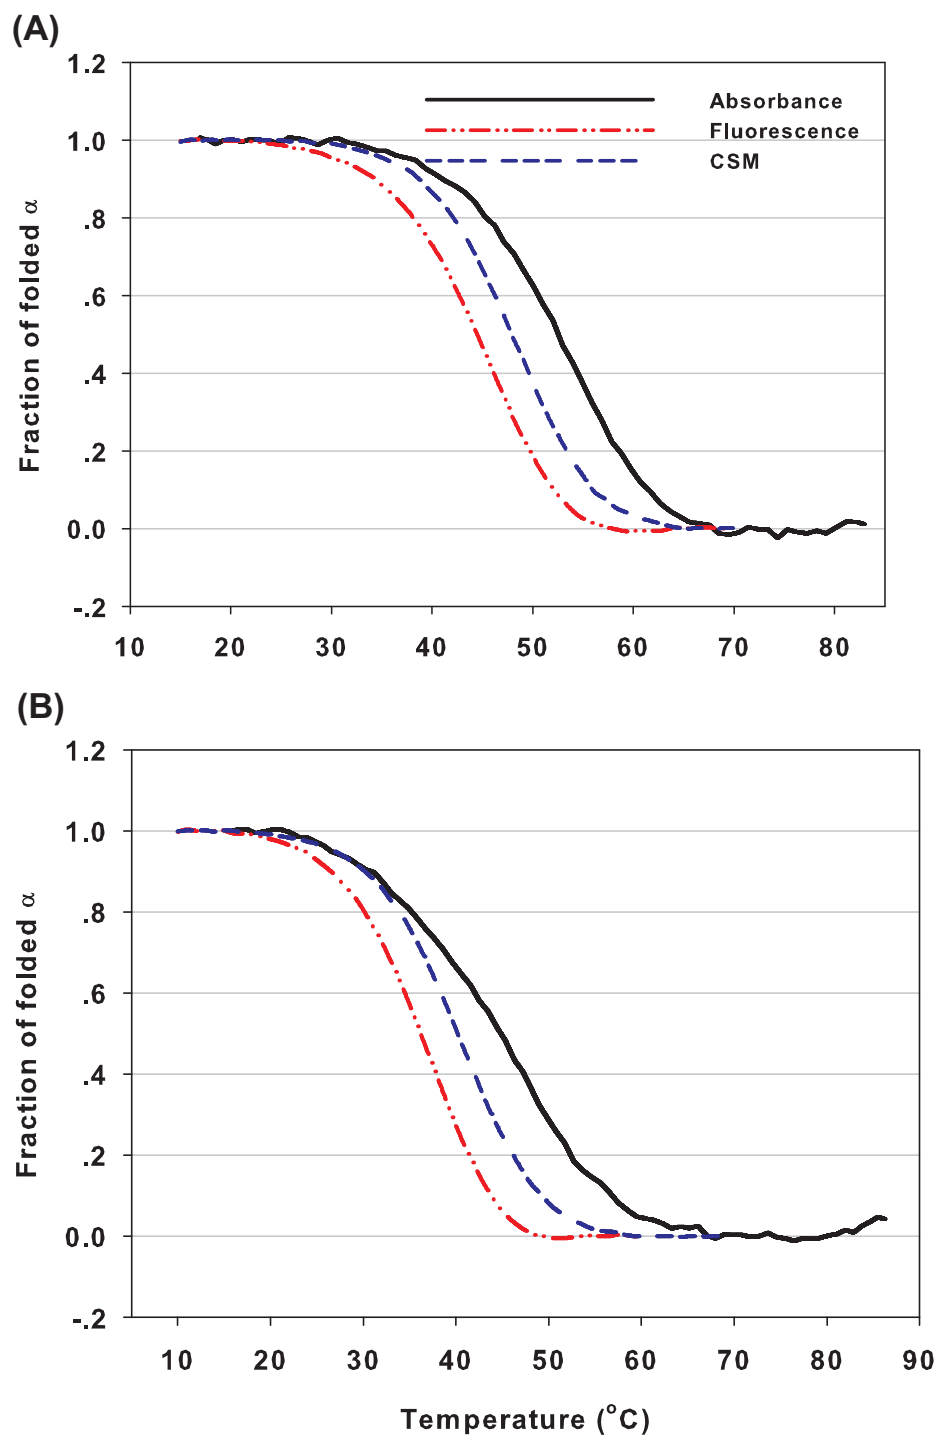 (A)
1.2
1.0
.8
.6
.4
.2
0.0
-.2
Fraction of folded α
Absorbance
Fluorescence
CSM
10 20 30 40 50 60 70 80
(B)
1.2
1.0
.8
.6
.4
.2
0.0
-.2
Fraction of folded α
10 20 30 40 50 60 70 80 90
Temperature (°C)